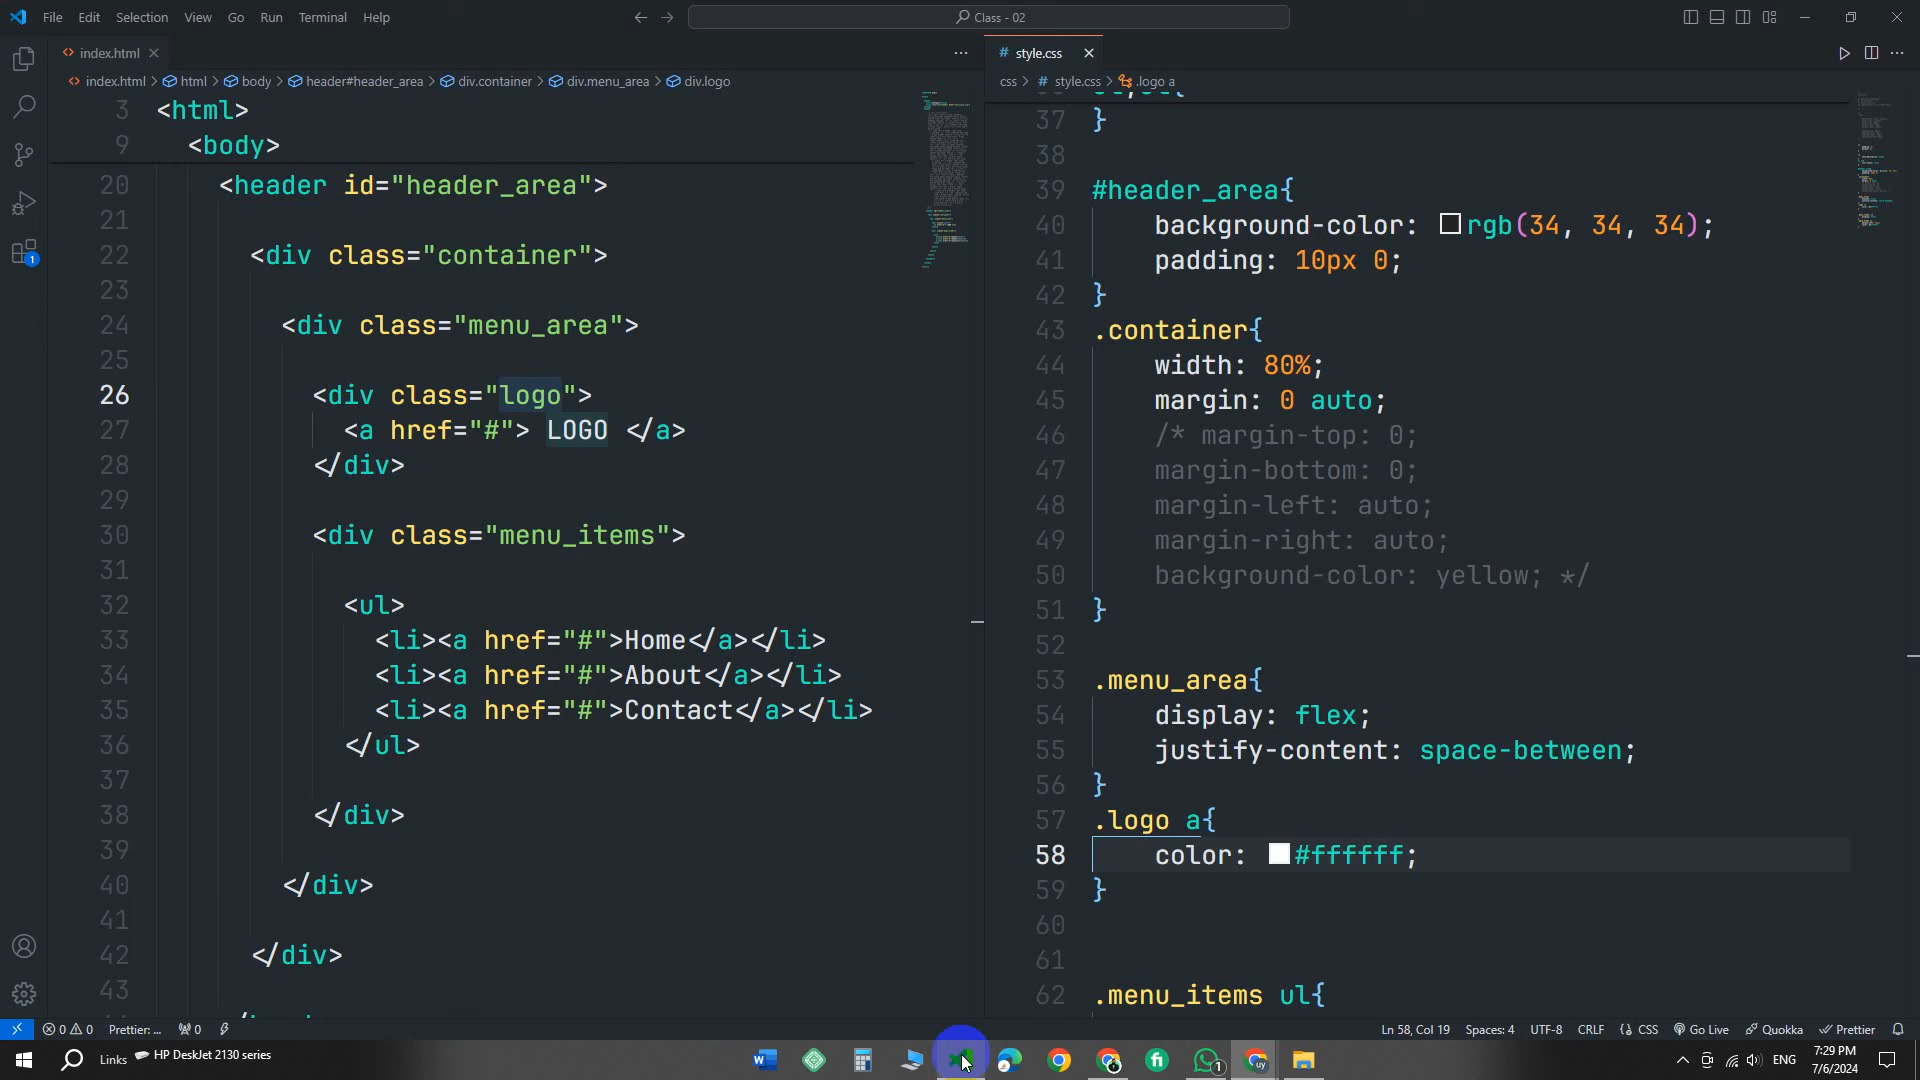 File Edit Selection View Go Run Terminal Help
Class - 02
index.html
index.html > html > body > header#header_area > div.container > div.menu_area > div.logo
3 <html>
9 <body>
20 <header id="header_area">
21
22 <div class="container">
23
24 <div class="menu_area">
25
26 <div class="logo">
27 <a href="#"> LOGO </a>
28 </div>
29
30 <div class="menu_items">
31
32 <ul>
33 <li><a href="#">Home</a></li>
34 <li><a href="#">About</a></li>
35 <li><a href="#">Contact</a></li>
36 </ul>
37
38 </div>
39
40 </div>
41
42 </div>
43
# style.css
css > # style.css > .logo a
37 }
38
39 #header_area{
40 background-color: rgb(34, 34, 34);
41 padding: 10px 0;
42 }
43 .container{
44 width: 80%;
45 margin: 0 auto;
46 /* margin-top: 0;
47 margin-bottom: 0;
48 margin-left: auto;
49 margin-right: auto;
50 background-color: yellow; */
51 }
52
53 .menu_area{
54 display: flex;
55 justify-content: space-between;
56 }
57 .logo a{
58 color: #ffffff;
59 }
60
61
62 .menu_items ul{
0 0 Prettier: ... 0
Ln 58, Col 19 Spaces: 4 UTF-8 CRLF CSS Go Live Quokka Prettier
Links HP DeskJet 2130 series
ENG
7:29 PM
7/6/2024